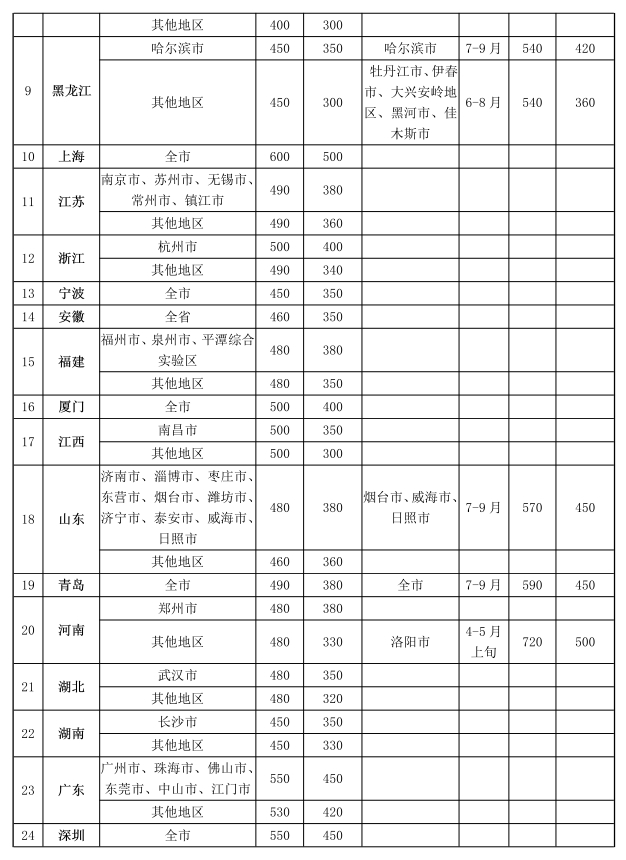 其他地区 400 300
9 黑龙江 哈尔滨市 450 350 哈尔滨市 7-9 月 540 420
其他地区 450 300 牡丹江市、伊春
市、大兴安岭地
区、黑河市、佳
木斯市 6-8 月 540 360
10 上海 全市 600 500
11 江苏 南京市、苏州市、无锡市、
常州市、镇江市 490 380
其他地区 490 360
12 浙江 杭州市 500 400
其他地区 490 340
13 宁波 全市 450 350
14 安徽 全省 460 350
15 福建 福州市、泉州市、平潭综合
实验区 480 380
其他地区 480 350
16 厦门 全市 500 400
17 江西 南昌市 500 350
其他地区 500 300
18 山东 济南市、淄博市、枣庄市、
东营市、烟台市、潍坊市、
济宁市、泰安市、威海市、
日照市 480 380 烟台市、威海市、
日照市 7-9 月 570 450
其他地区 460 360
19 青岛 全市 490 380 全市 7-9 月 590 450
20 河南 郑州市 480 380
其他地区 480 330 洛阳市 4-5 月
上旬 720 500
21 湖北 武汉市 480 350
其他地区 480 320
22 湖南 长沙市 450 350
其他地区 450 330
23 广东 广州市、珠海市、佛山市、
东莞市、中山市、江门市 550 450
其他地区 530 420
24 深圳 全市 550 450